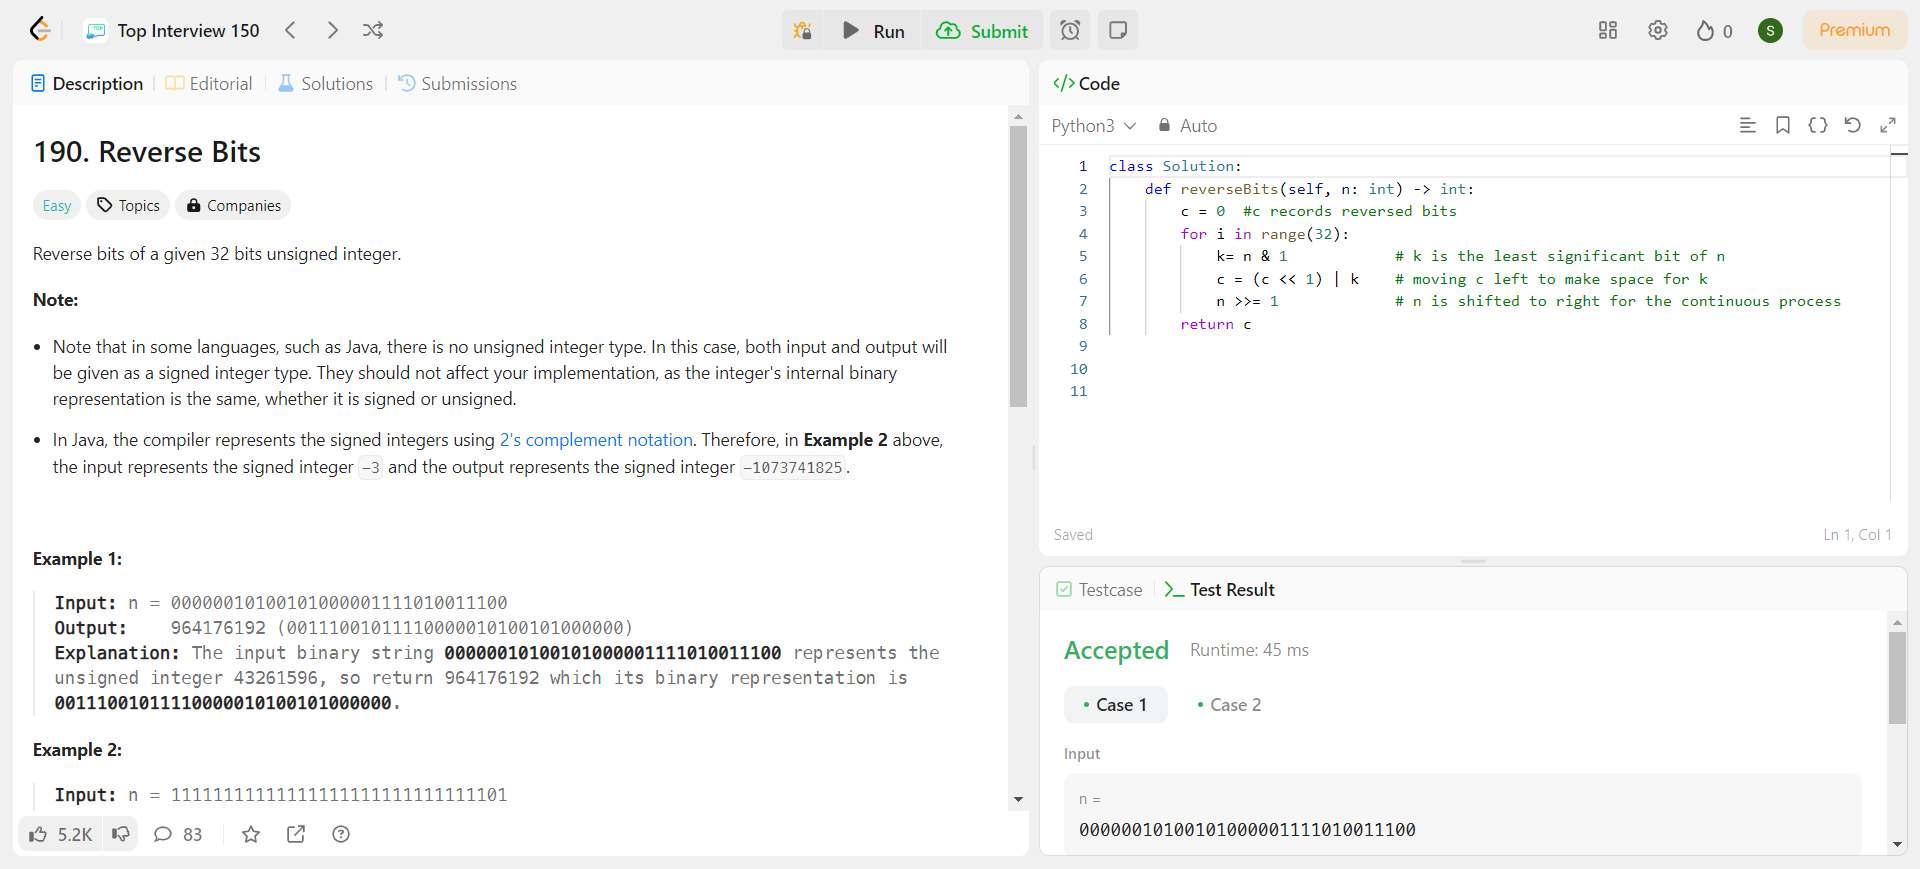 Top Interview 150
Run
Submit
0
S
Premium
Description
Editorial
Solutions
Submissions
190. Reverse Bits
Easy
Topics
Companies
Reverse bits of a given 32 bits unsigned integer.
Note:
• Note that in some languages, such as Java, there is no unsigned integer type. In this case, both input and output will
be given as a signed integer type. They should not affect your implementation, as the integer's internal binary
representation is the same, whether it is signed or unsigned.
• In Java, the compiler represents the signed integers using 2's complement notation. Therefore, in Example 2 above,
the input represents the signed integer -3 and the output represents the signed integer -1073741825.
Example 1:
Input: n = 00000010100101000001111010011100
Output:    964176192 (00111001011110000010100101000000)
Explanation: The input binary string 00000010100101000001111010011100 represents the
unsigned integer 43261596, so return 964176192 which its binary representation is
00111001011110000010100101000000.
Example 2:
Input: n = 11111111111111111111111111111101
5.2K
83
</> Code
Python3
Auto
1 class Solution:
2     def reverseBits(self, n: int) -> int:
3         c = 0  #c records reversed bits
4         for i in range(32):
5             k= n & 1            # k is the least significant bit of n
6             c = (c << 1) | k    # moving c left to make space for k
7             n >>= 1             # n is shifted to right for the continuous process
8         return c
9
10
11
Saved
Ln 1, Col 1
Testcase
Test Result
Accepted
Runtime: 45 ms
• Case 1
• Case 2
Input
n =
00000010100101000001111010011100